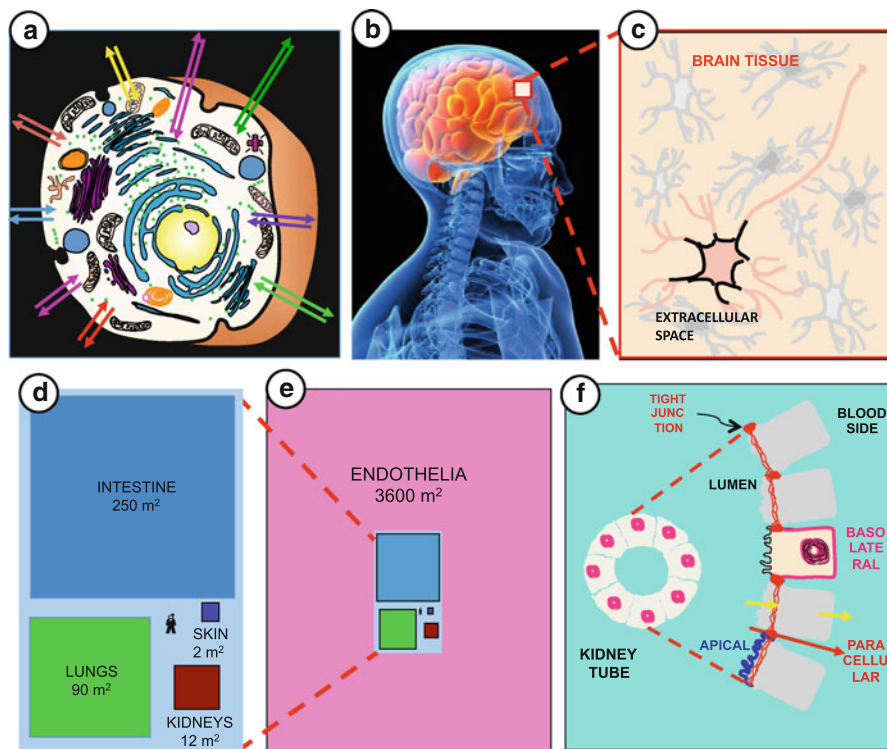 a
b
c
BRAIN TISSUE
EXTRACELLULAR
SPACE
d
INTESTINE
250 m²
LUNGS
90 m²
SKIN
2 m²
KIDNEYS
12 m²
e
ENDOTHELIA
3600 m²
f
TIGHT
JUNC
TION
BLOOD
SIDE
LUMEN
BASO
LATE
RAL
KIDNEY
TUBE
APICAL
PARA
CELLU
LAR